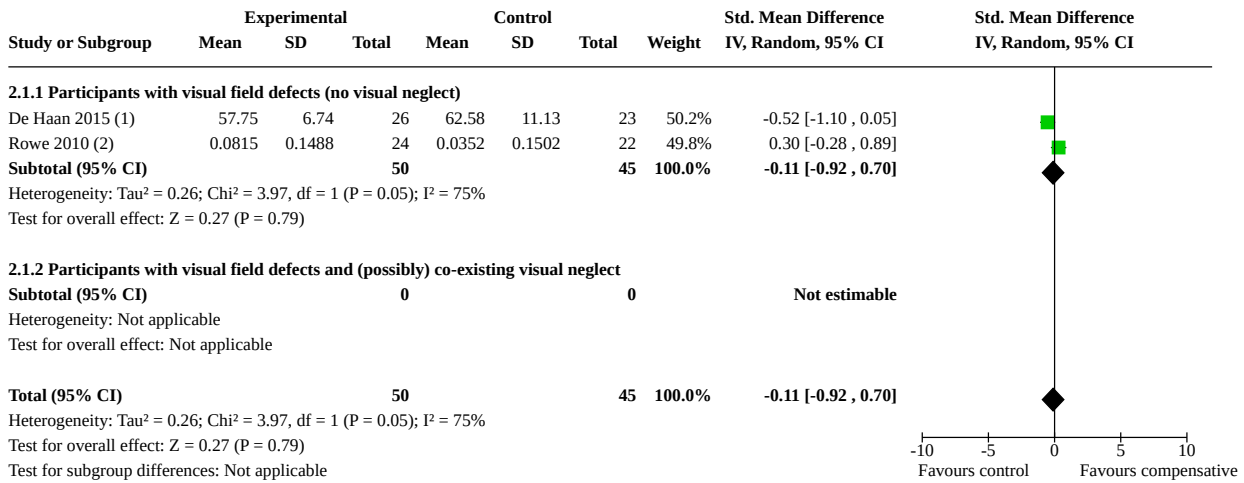 Experimental Control Std. Mean Difference Std. Mean Difference
Study or Subgroup Mean SD Total Mean SD Total Weight IV, Random, 95% CI IV, Random, 95% CI
2.1.1 Participants with visual field defects (no visual neglect)
De Haan 2015 (1) 57.75 6.74 26 62.58 11.13 23 50.2% -0.52 [-1.10 , 0.05]
Rowe 2010 (2) 0.0815 0.1488 24 0.0352 0.1502 22 49.8% 0.30 [-0.28 , 0.89]
Subtotal (95% CI) 50 45 100.0% -0.11 [-0.92 , 0.70]
Heterogeneity: Tau² = 0.26; Chi² = 3.97, df = 1 (P = 0.05); I² = 75%
Test for overall effect: Z = 0.27 (P = 0.79)
2.1.2 Participants with visual field defects and (possibly) co-existing visual neglect
Subtotal (95% CI) 0 0 Not estimable
Heterogeneity: Not applicable
Test for overall effect: Not applicable
Total (95% CI) 50 45 100.0% -0.11 [-0.92 , 0.70]
Heterogeneity: Tau² = 0.26; Chi² = 3.97, df = 1 (P = 0.05); I² = 75%
Test for overall effect: Z = 0.27 (P = 0.79)
Test for subgroup differences: Not applicable
-10 -5 0 5 10
Favours control Favours compensative